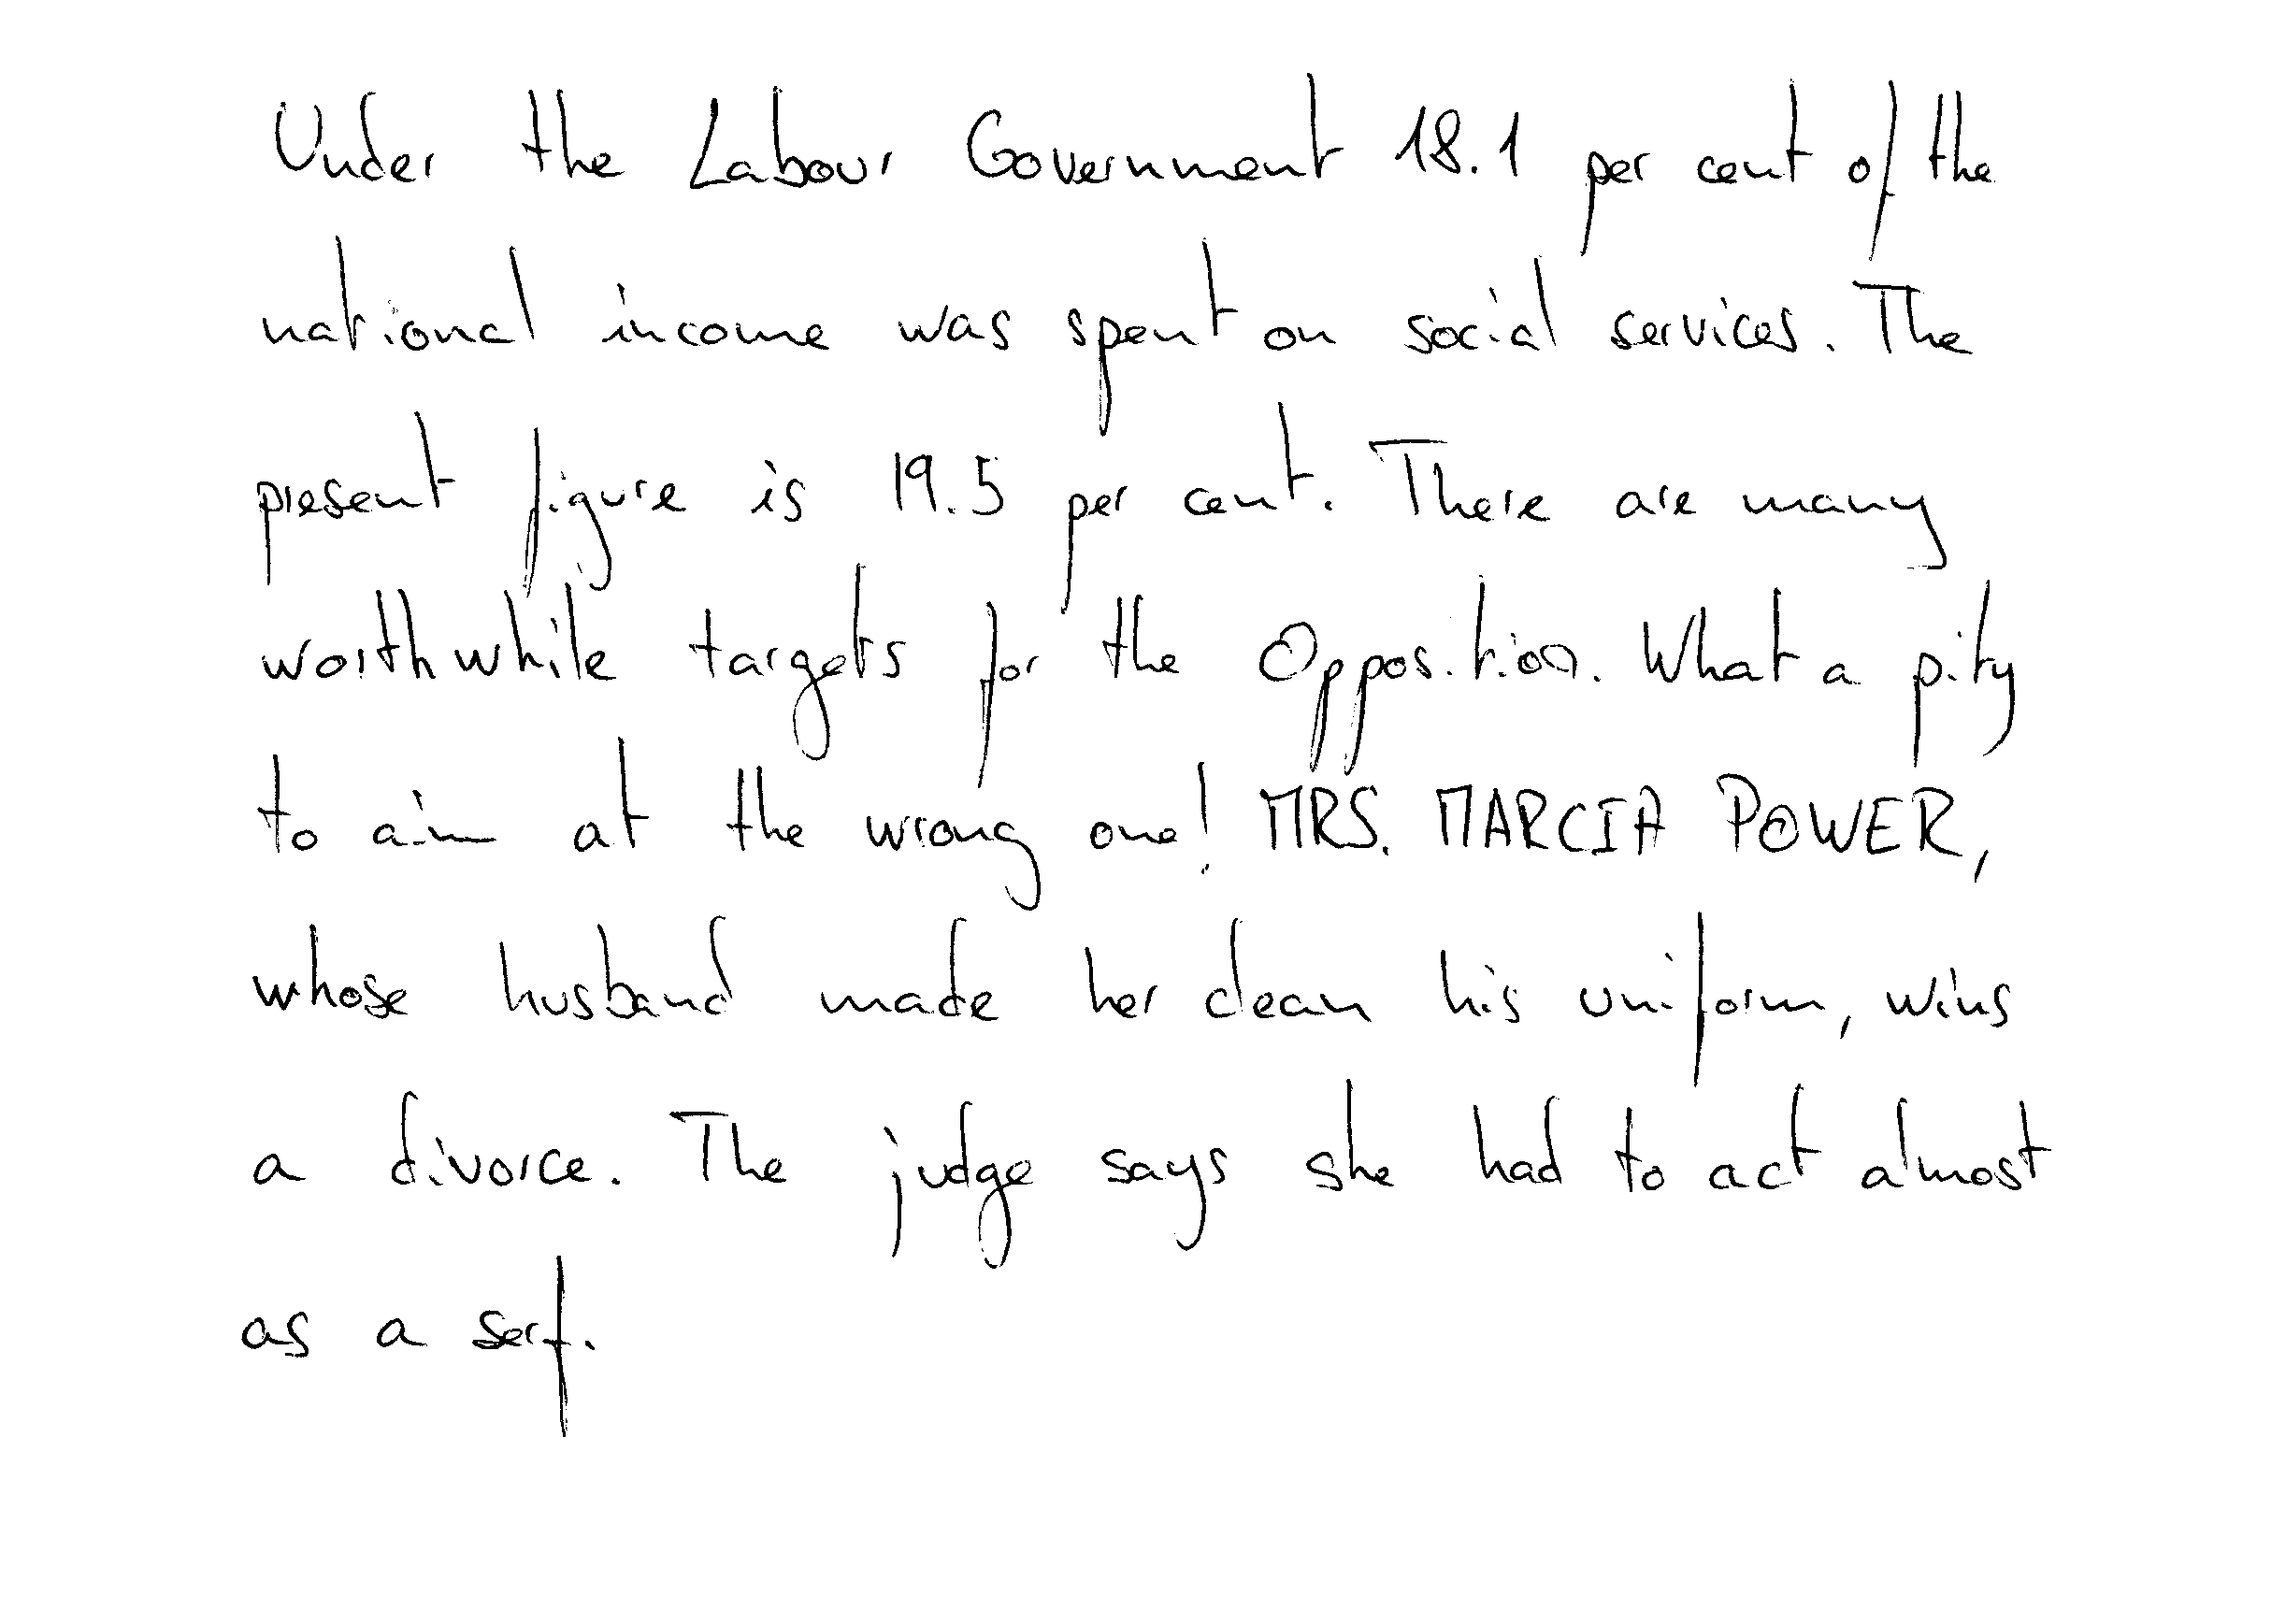 Under the Labour Government 18.1 per cent of the
national income was spent on social services. The
present figure is 19.5 per cent. There are many
worthwhile targets for the Opposition. What a pity
to aim at the wrong one! MRS. MARCIA POWER,
whose husband made her clean his uniform, wins
a divorce. The judge says she had to act almost
as a serf.